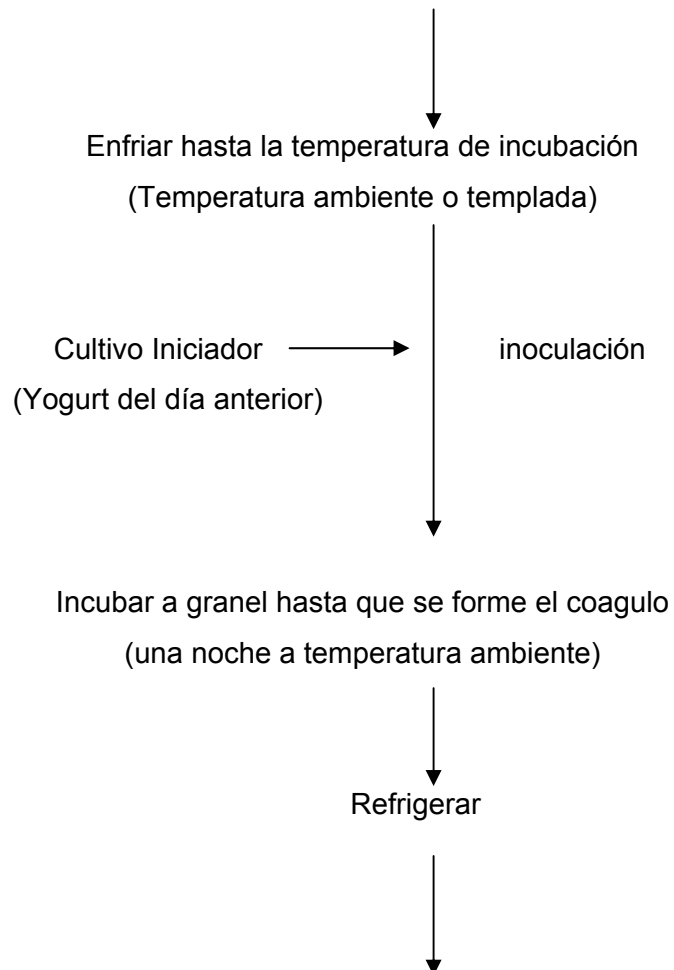 Enfriar hasta la temperatura de incubación
(Temperatura ambiente o templada)
Cultivo Iniciador
inoculación
(Yogurt del día anterior)
Incubar a granel hasta que se forme el coagulo
(una noche a temperatura ambiente)
Refrigerar